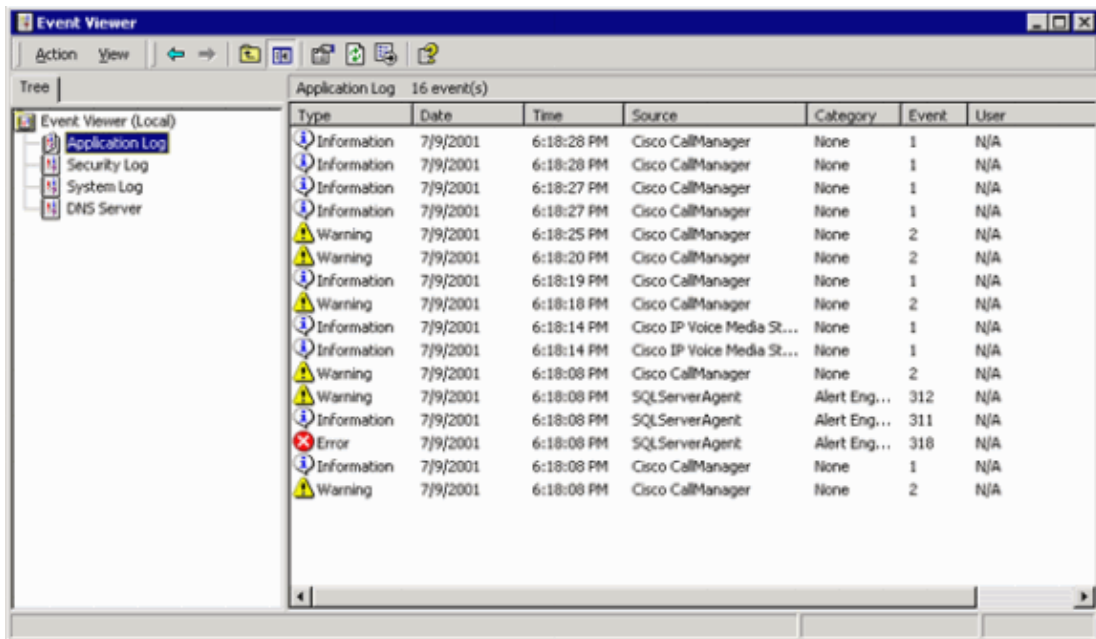 Event Viewer
Action View
Tree
Application Log 16 event(s)
Event Viewer (Local)
Application Log
Security Log
System Log
DNS Server
Type Date Time Source Category Event User
Information 7/9/2001 6:18:28 PM Cisco CallManager None 1 N/A
Information 7/9/2001 6:18:28 PM Cisco CallManager None 1 N/A
Information 7/9/2001 6:18:27 PM Cisco CallManager None 1 N/A
Information 7/9/2001 6:18:27 PM Cisco CallManager None 1 N/A
Warning 7/9/2001 6:18:25 PM Cisco CallManager None 2 N/A
Warning 7/9/2001 6:18:20 PM Cisco CallManager None 2 N/A
Information 7/9/2001 6:18:19 PM Cisco CallManager None 1 N/A
Warning 7/9/2001 6:18:18 PM Cisco CallManager None 2 N/A
Information 7/9/2001 6:18:14 PM Cisco IP Voice Media St... None 1 N/A
Information 7/9/2001 6:18:14 PM Cisco IP Voice Media St... None 1 N/A
Warning 7/9/2001 6:18:08 PM Cisco CallManager None 2 N/A
Warning 7/9/2001 6:18:08 PM SQLServerAgent Alert Eng... 312 N/A
Information 7/9/2001 6:18:08 PM SQLServerAgent Alert Eng... 311 N/A
Error 7/9/2001 6:18:08 PM SQLServerAgent Alert Eng... 318 N/A
Information 7/9/2001 6:18:08 PM Cisco CallManager None 1 N/A
Warning 7/9/2001 6:18:08 PM Cisco CallManager None 2 N/A